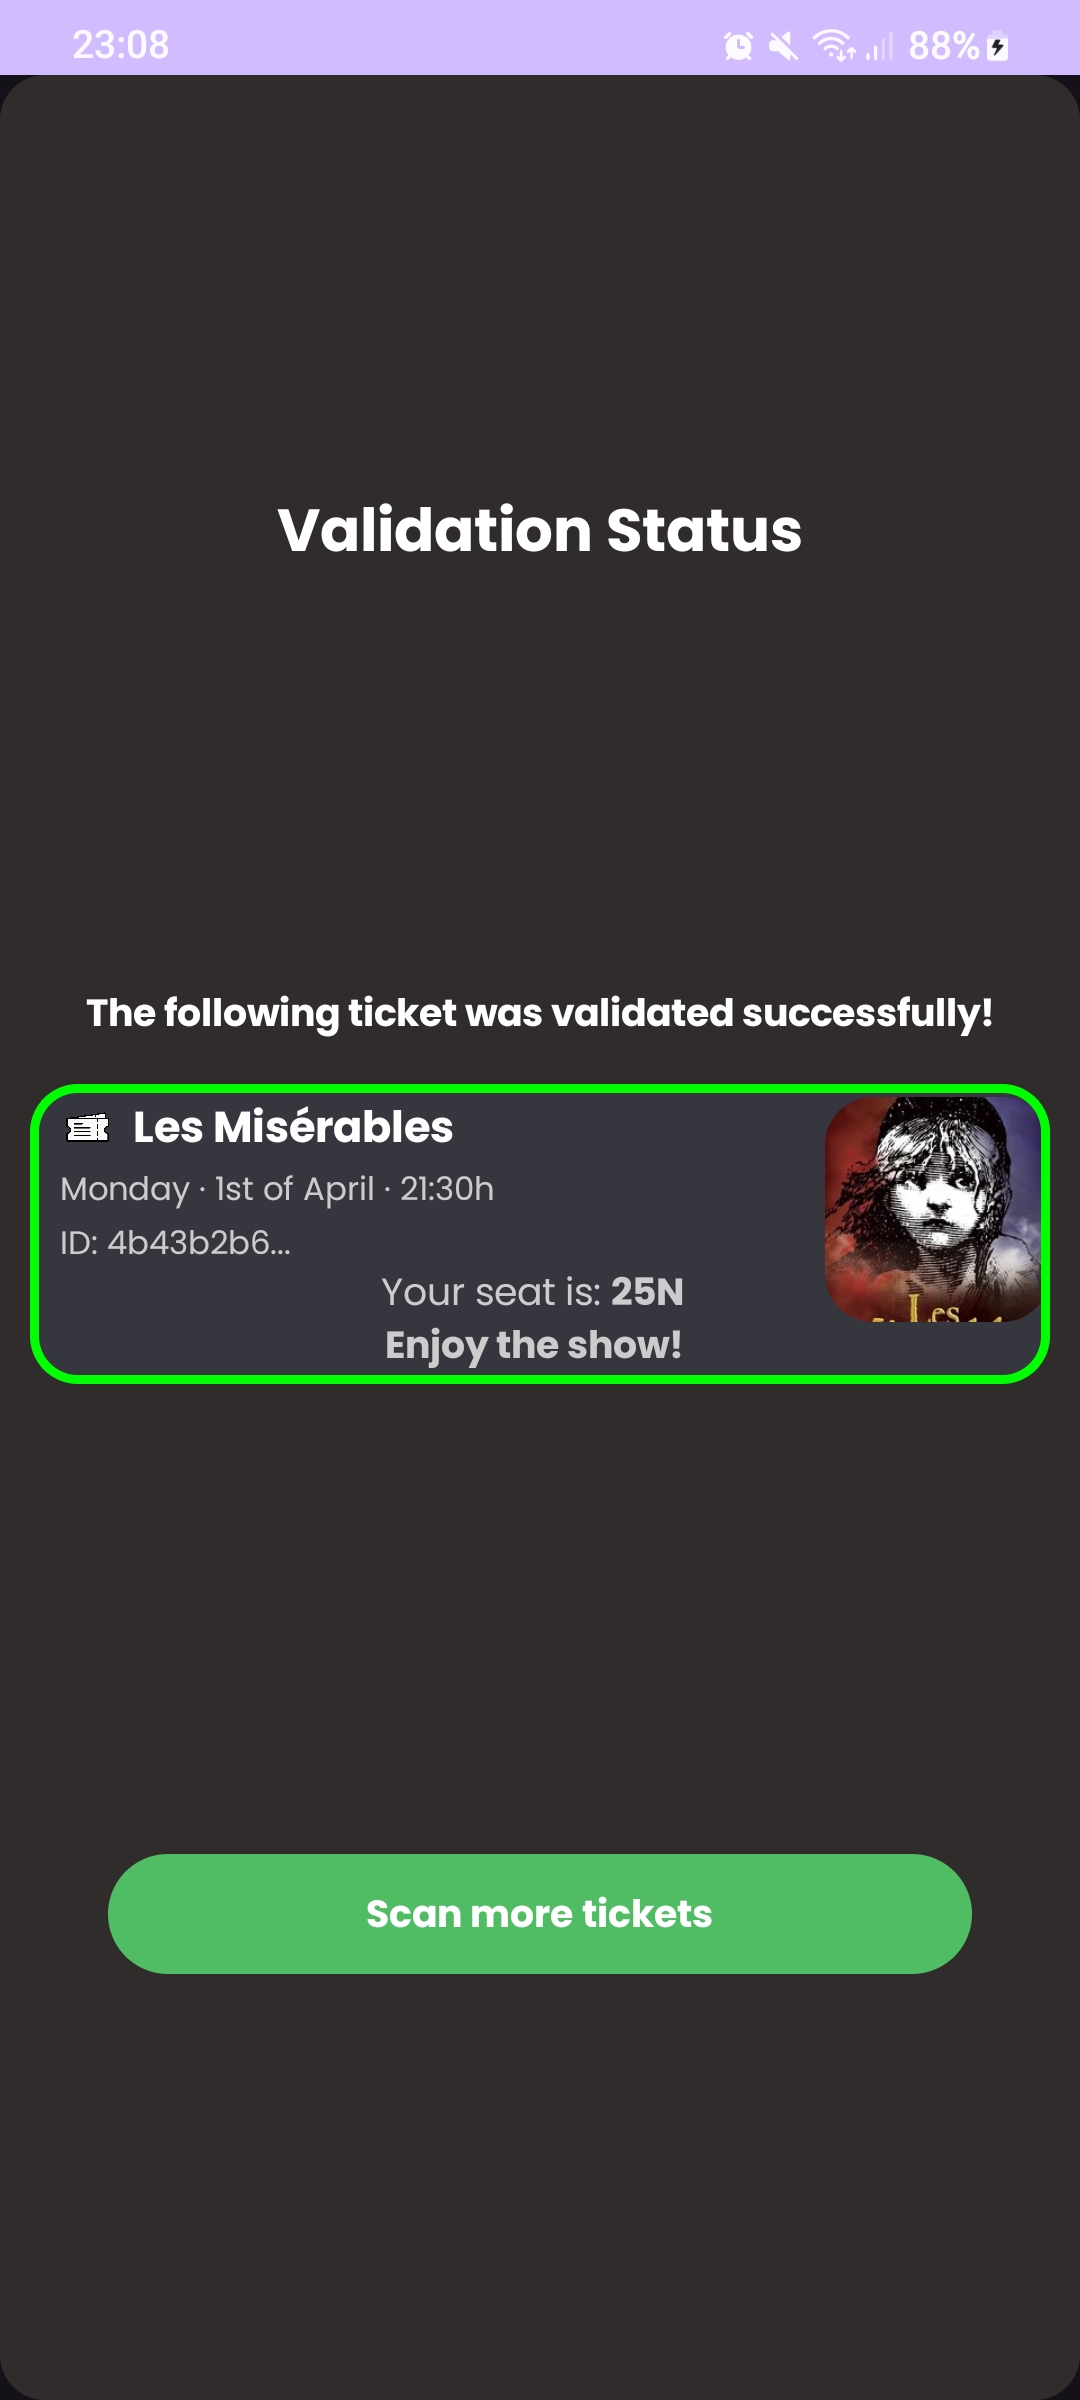 23:08
88%
Validation Status
The following ticket was validated successfully!
Les Misérables
Monday · 1st of April · 21:30h
ID: 4b43b2b6...
Your seat is: 25N
Enjoy the show!
Les
Scan more tickets